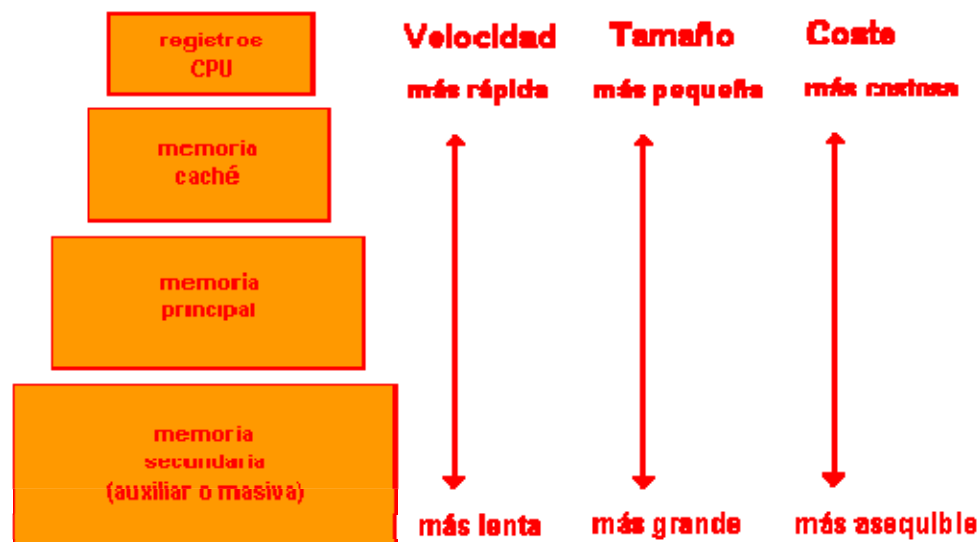 registros
CPU
memoria
caché
memoria
principal
memoria
secundaria
(auxiliar o masiva)
Velocidad
más rápida
más lenta
Tamaño
más pequeña
más grande
Coste
más costosa
más asequible